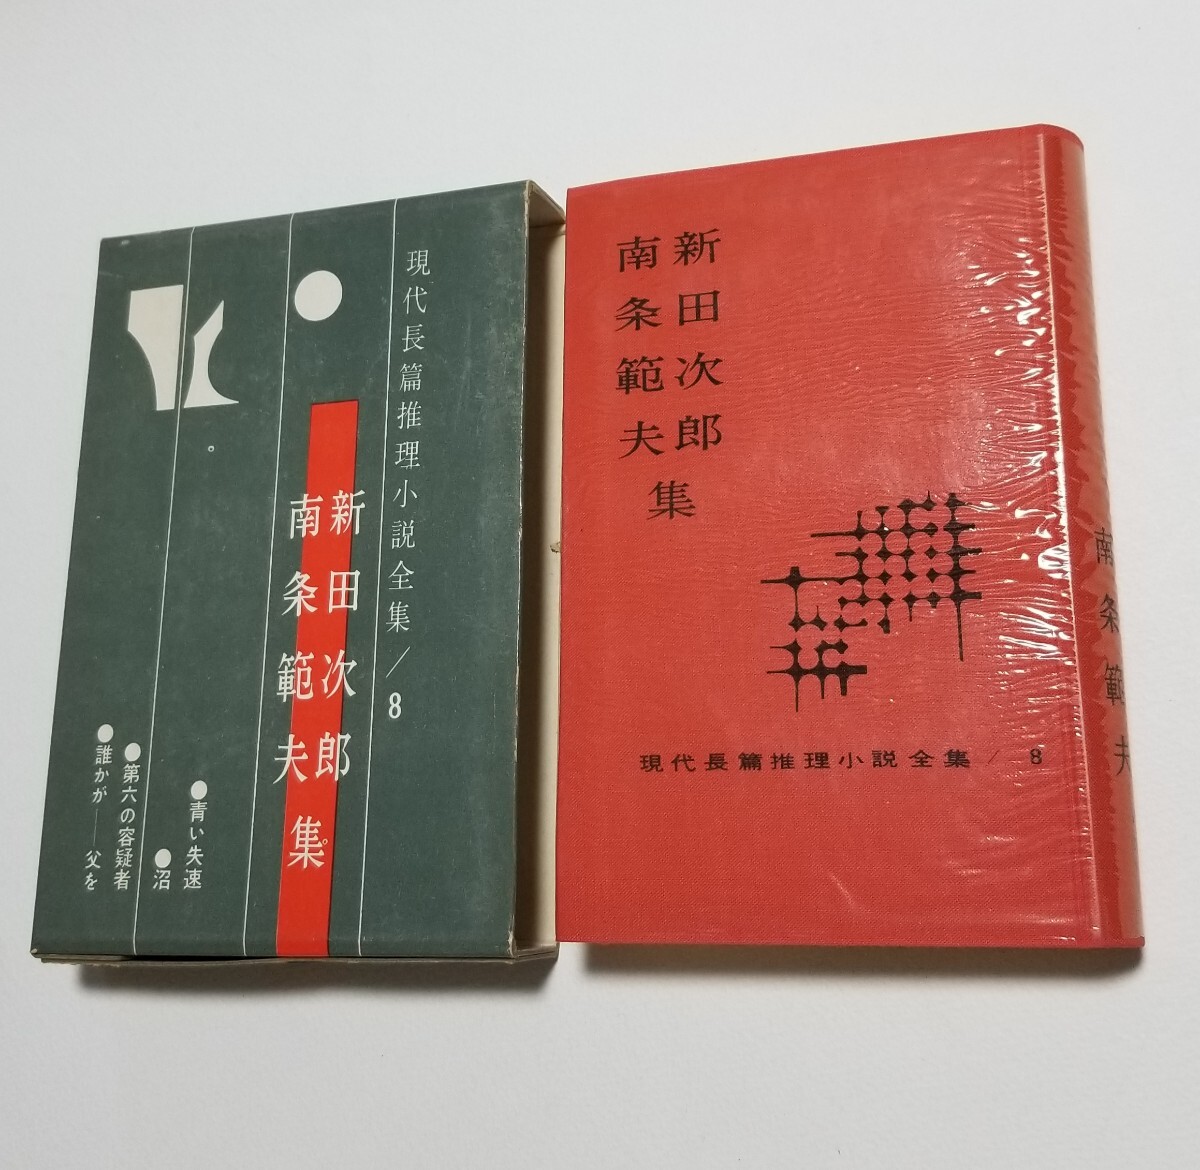 現代長篇推理小説全集/8
新田次郎
南条範夫
集
●青い失速
●沼
●第六の容疑者
●誰かが――父を
新田次郎
南条範夫
集
現代長篇推理小説全集/8
南条範夫